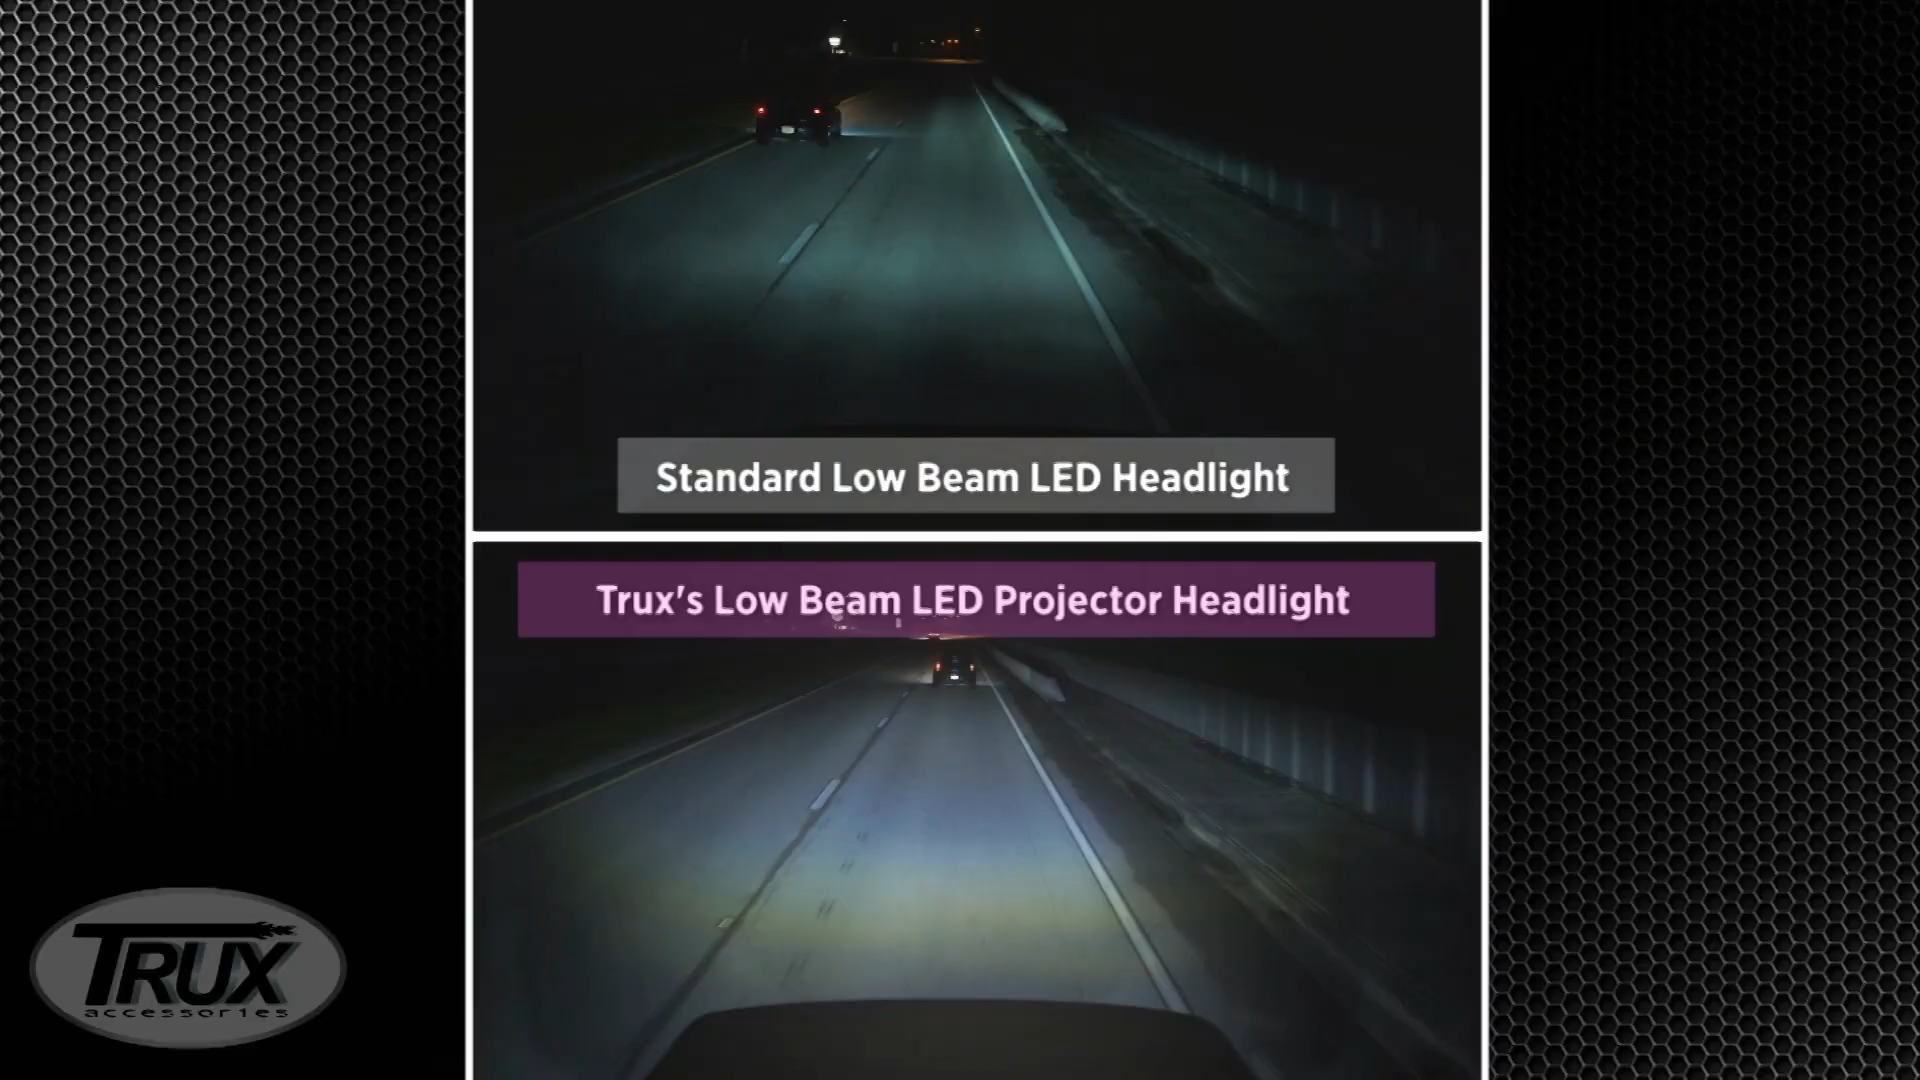 Standard Low Beam LED Headlight
Trux's Low Beam LED Projector Headlight
TRUX
accessories